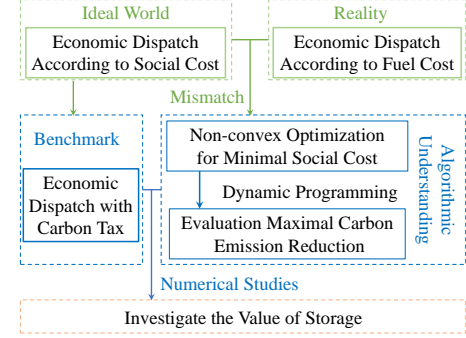 Ideal World
Reality
Economic Dispatch
According to Social Cost
Economic Dispatch
According to Fuel Cost
Mismatch
Benchmark
Economic
Dispatch with
Carbon Tax
Non-convex Optimization
for Minimal Social Cost
Dynamic Programming
Evaluation Maximal Carbon
Emission Reduction
Algorithmic
Understanding
Numerical Studies
Investigate the Value of Storage